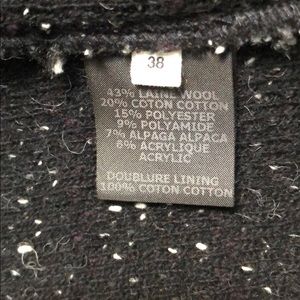 38
43% LAINE WOOL
20% COTON COTTON
15% POLYESTER
9% POLYAMIDE
7% ALPAGA ALPACA
6% ACRYLIQUE
ACRYLIC
DOUBLURE LINING
100% COTON COTTON